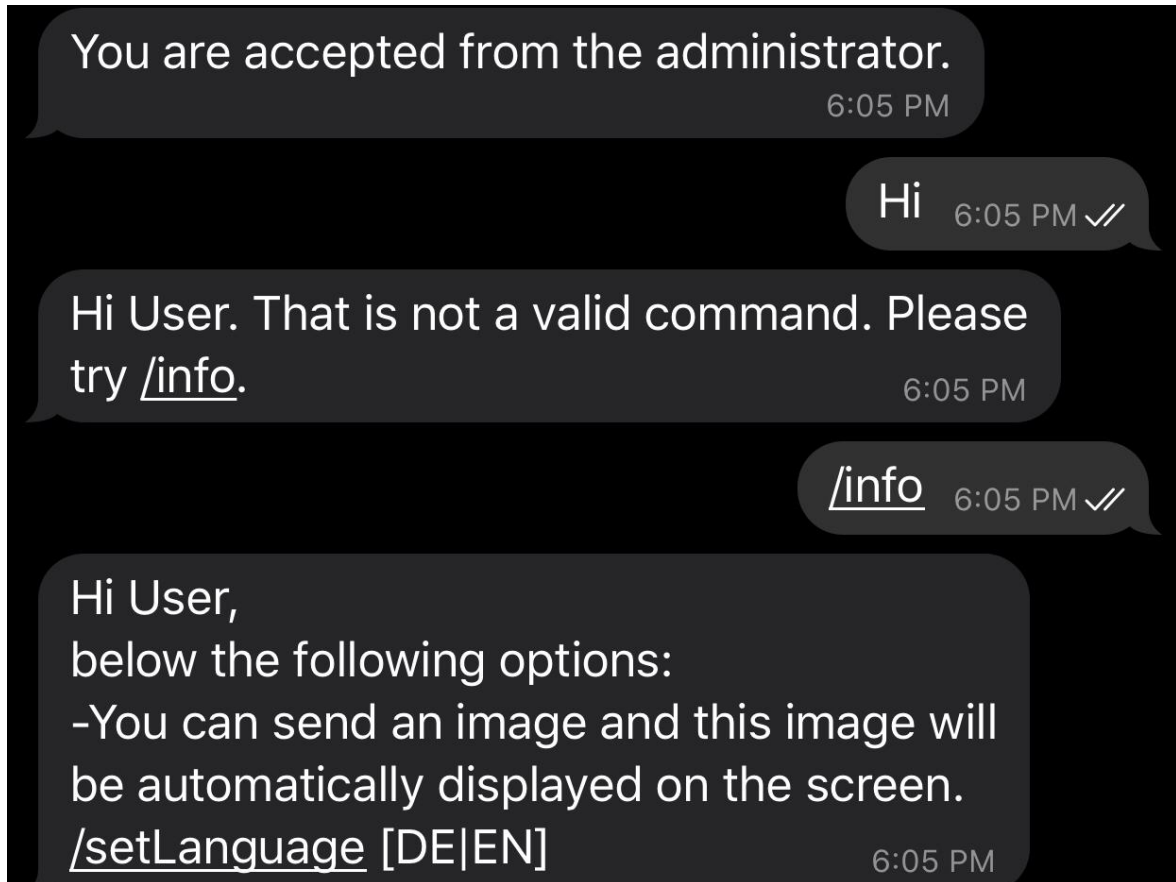 You are accepted from the administrator.
6:05 PM
Hi 6:05 PM
Hi User. That is not a valid command. Please
try /info. 6:05 PM
/info 6:05 PM
Hi User,
below the following options:
-You can send an image and this image will
be automatically displayed on the screen.
/setLanguage [DE|EN] 6:05 PM